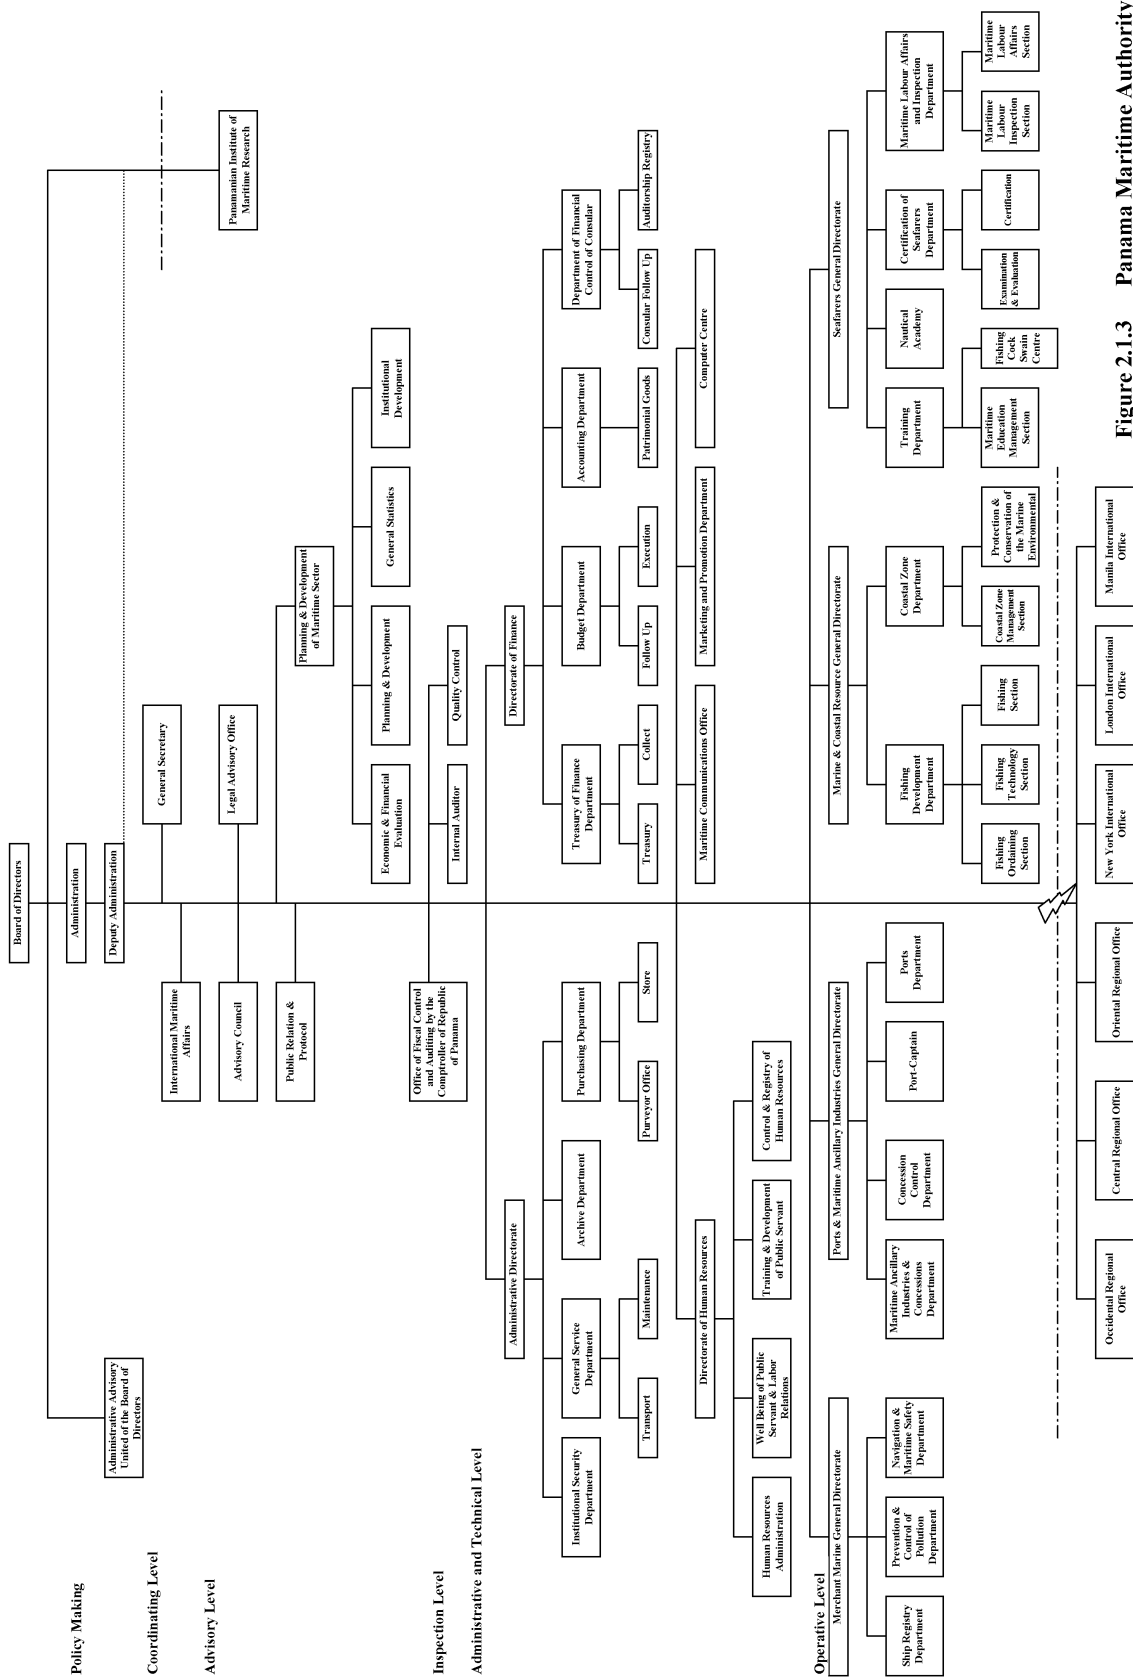 Board of Directors
Policy Making
Administration
Administrative Advisory
United of the Board of
Directors
Deputy Administration
Coordinating Level
General Secretary
International Maritime
Affairs
Advisory Level
Advisory Council
Legal Advisory Office
Panamanian Institute of
Maritime Research
Public Relation &
Protocol
Planning & Development
of Maritime Sector
Economic & Financial
Evaluation
Planning & Development
General Statistics
Institutional
Development
Inspection Level
Office of Fiscal Control
and Auditing by the
Comptroller of Republic
of Panama
Internal Auditor
Quality Control
Administrative and Technical Level
Administrative Directorate
Directorate of Finance
Institutional Security
Department
General Service
Department
Archive Department
Purchasing Department
Treasury of Finance
Department
Budget Department
Accounting Department
Department of Financial
Control of Consular
Transport
Maintenance
Purveyor Office
Store
Treasury
Collect
Follow Up
Execution
Patrimonial Goods
Consular Follow Up
Auditorship Registry
Directorate of Human Resources
Maritime Communications Office
Marketing and Promotion Department
Computer Centre
Human Resources
Administration
Well Being of Public
Servant & Labor
Relations
Training & Development
of Public Servant
Control & Registry of
Human Resources
Operative Level
Merchant Marine General Directorate
Ports & Maritime Ancillary Industries General Directorate
Marine & Coastal Resource General Directorate
Seafarers General Directorate
Ship Registry
Department
Prevention &
Control of
Pollution
Department
Navigation &
Maritime Safety
Department
Maritime Ancillary
Industries &
Concessions
Department
Concession
Control
Department
Port-Captain
Ports
Department
Fishing
Development
Department
Coastal Zone
Department
Training
Department
Nautical
Academy
Certification of
Seafarers
Department
Maritime Labour Affairs
and Inspection
Department
Fishing
Ordaining
Section
Fishing
Technology
Section
Fishing
Section
Coastal Zone
Management
Section
Protection &
Conservation of
the Marine
Environmental
Maritime
Education
Management
Section
Fishing
Cock
Swain
Centre
Examination
& Evaluation
Certification
Maritime
Labour
Inspection
Section
Maritime
Labour
Affairs
Section
Occidental Regional
Office
Central Regional Office
Oriental Regional Office
New York International
Office
London International
Office
Manila International
Office
Figure 2.1.3 Panama Maritime Authority